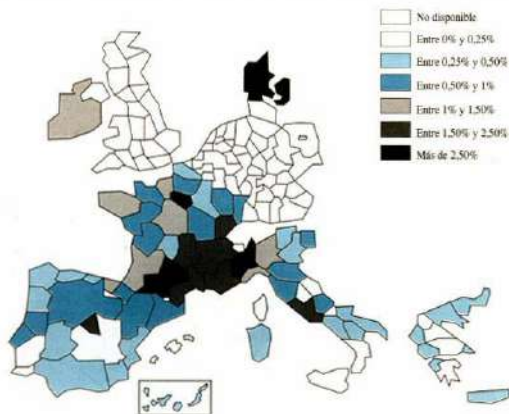 No disponible
Entre 0% y 0,25%
Entre 0,25% y 0,50%
Entre 0,50% y 1%
Entre 1% y 1,50%
Entre 1,50% y 2,50%
Más de 2,50%